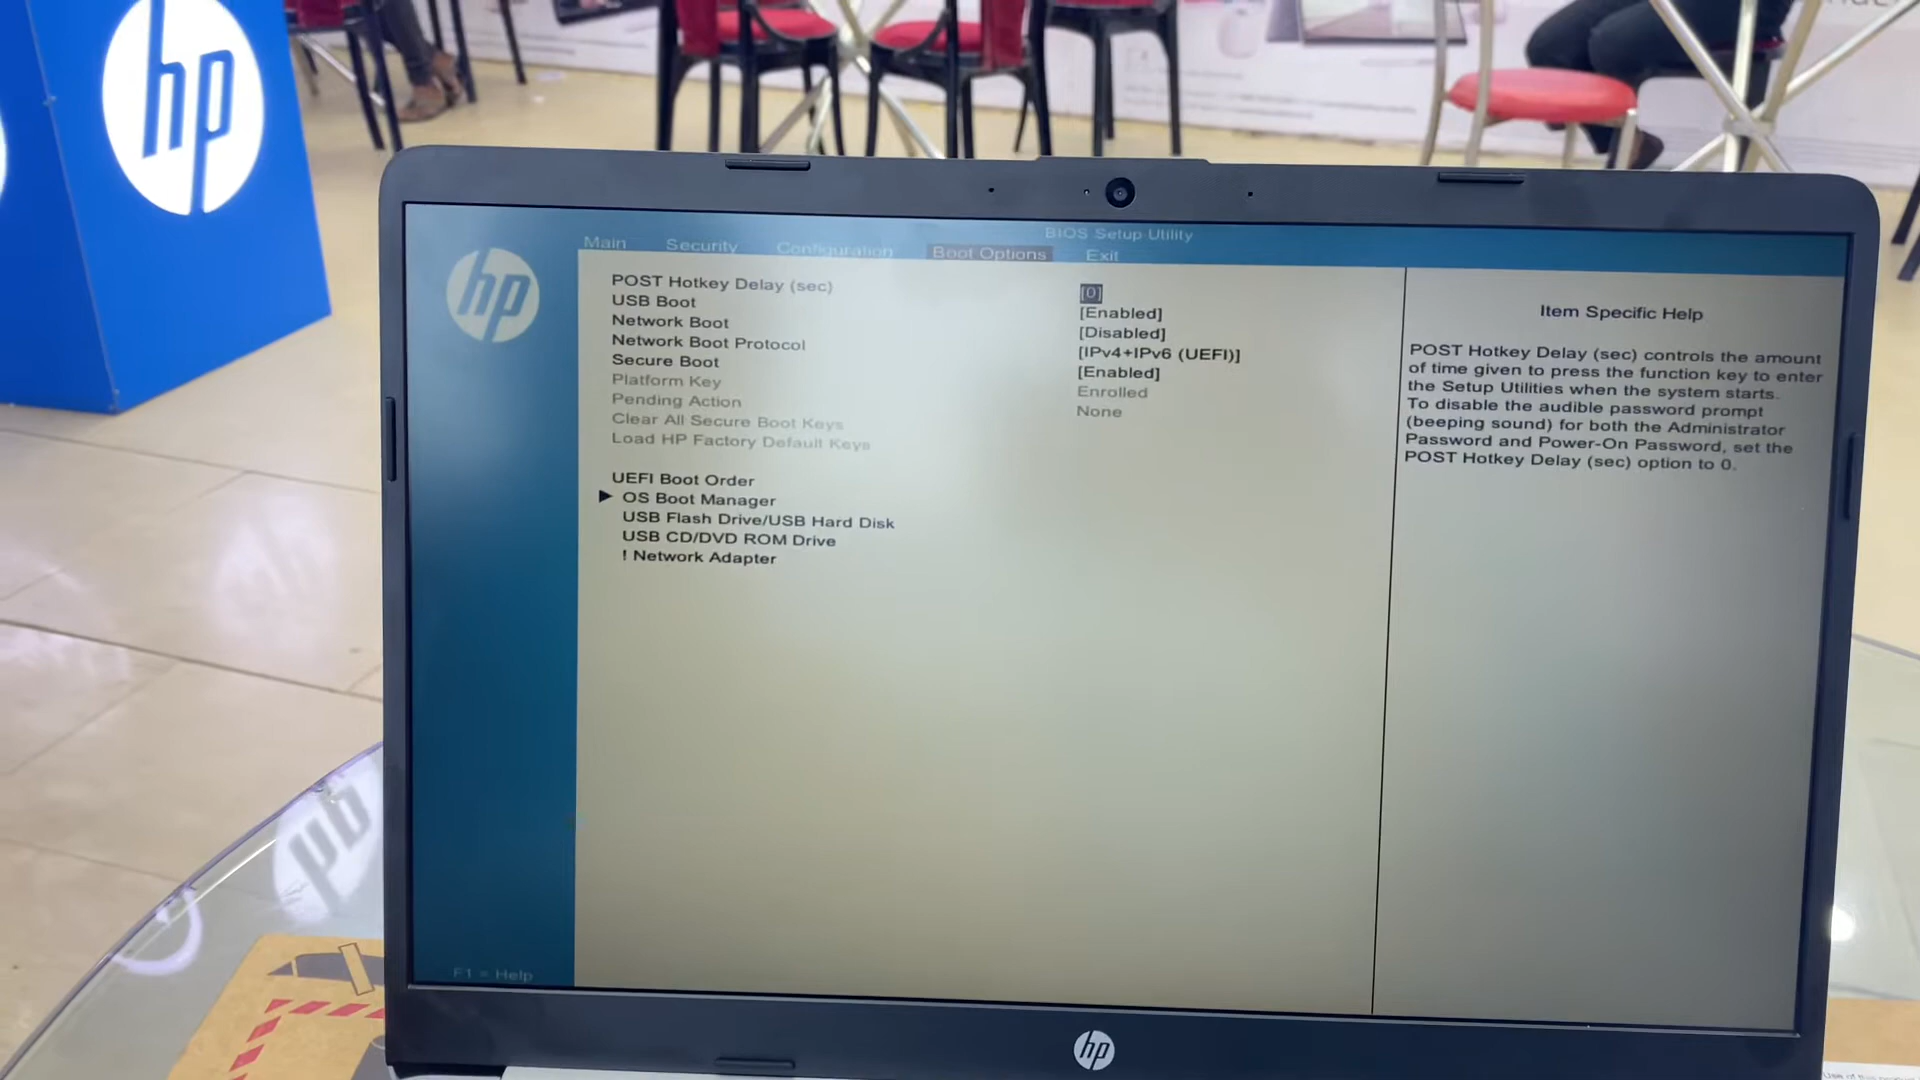 hp
BIOS Setup Utility
Main Security Configuration Boot Options Exit
hp
POST Hotkey Delay (sec) [0]
USB Boot [Enabled]
Network Boot [Disabled]
Network Boot Protocol [IPv4+IPv6 (UEFI)]
Secure Boot [Enabled]
Platform Key Enrolled
Pending Action None
Clear All Secure Boot Keys
Load HP Factory Default Keys
UEFI Boot Order
OS Boot Manager
USB Flash Drive/USB Hard Disk
USB CD/DVD ROM Drive
! Network Adapter
Item Specific Help
POST Hotkey Delay (sec) controls the amount
of time given to press the function key to enter
the Setup Utilities when the system starts.
To disable the audible password prompt
(beeping sound) for both the Administrator
Password and Power-On Password, set the
POST Hotkey Delay (sec) option to 0.
F1 = Help
hp
hp